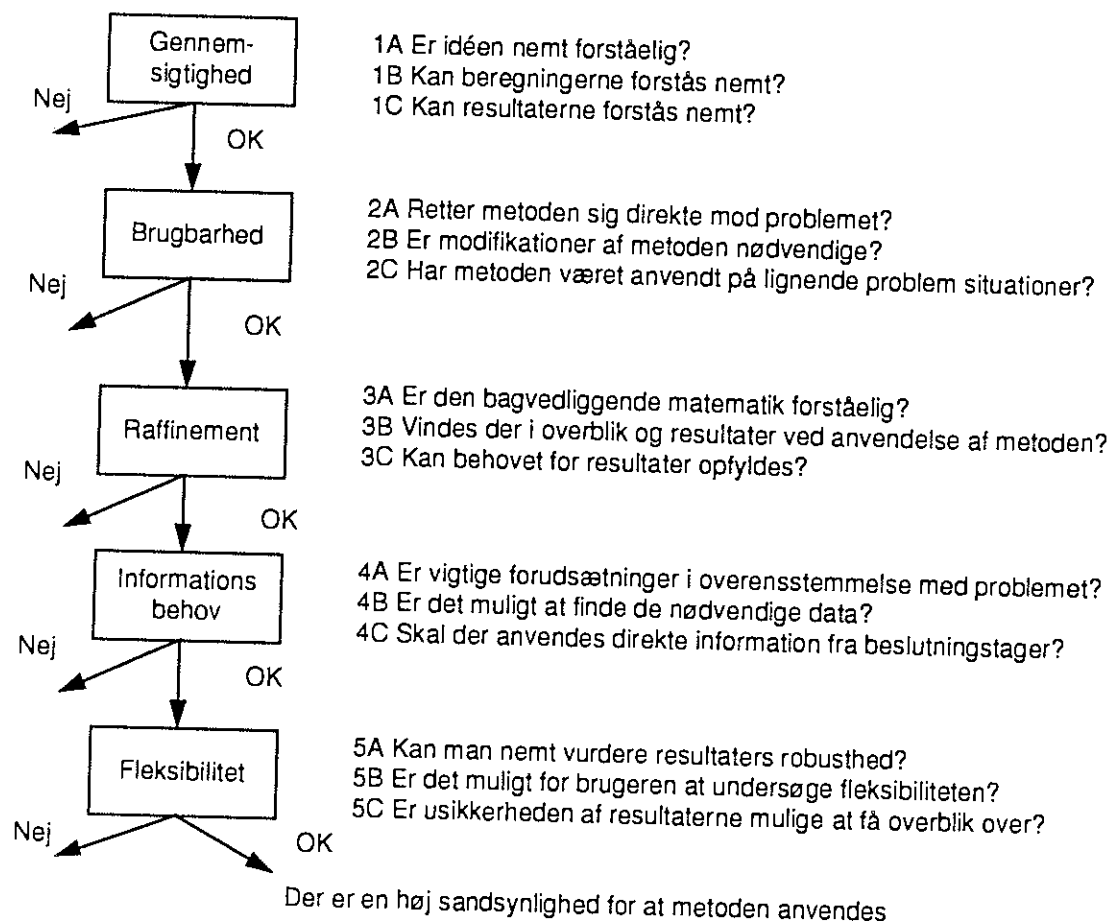 Gennem-
sigtighed
1A Er idéen nemt forståelig?
1B Kan beregningerne forstås nemt?
1C Kan resultaterne forstås nemt?
Nej
OK
Brugbarhed
2A Retter metoden sig direkte mod problemet?
2B Er modifikationer af metoden nødvendige?
2C Har metoden været anvendt på lignende problem situationer?
Nej
OK
Raffinement
3A Er den bagvedliggende matematik forståelig?
3B Vindes der i overblik og resultater ved anvendelse af metoden?
3C Kan behovet for resultater opfyldes?
Nej
OK
Informations
behov
4A Er vigtige forudsætninger i overensstemmelse med problemet?
4B Er det muligt at finde de nødvendige data?
4C Skal der anvendes direkte information fra beslutningstager?
Nej
OK
Fleksibilitet
5A Kan man nemt vurdere resultaters robusthed?
5B Er det muligt for brugeren at undersøge fleksibiliteten?
5C Er usikkerheden af resultaterne mulige at få overblik over?
Nej
OK
Der er en høj sandsynlighed for at metoden anvendes